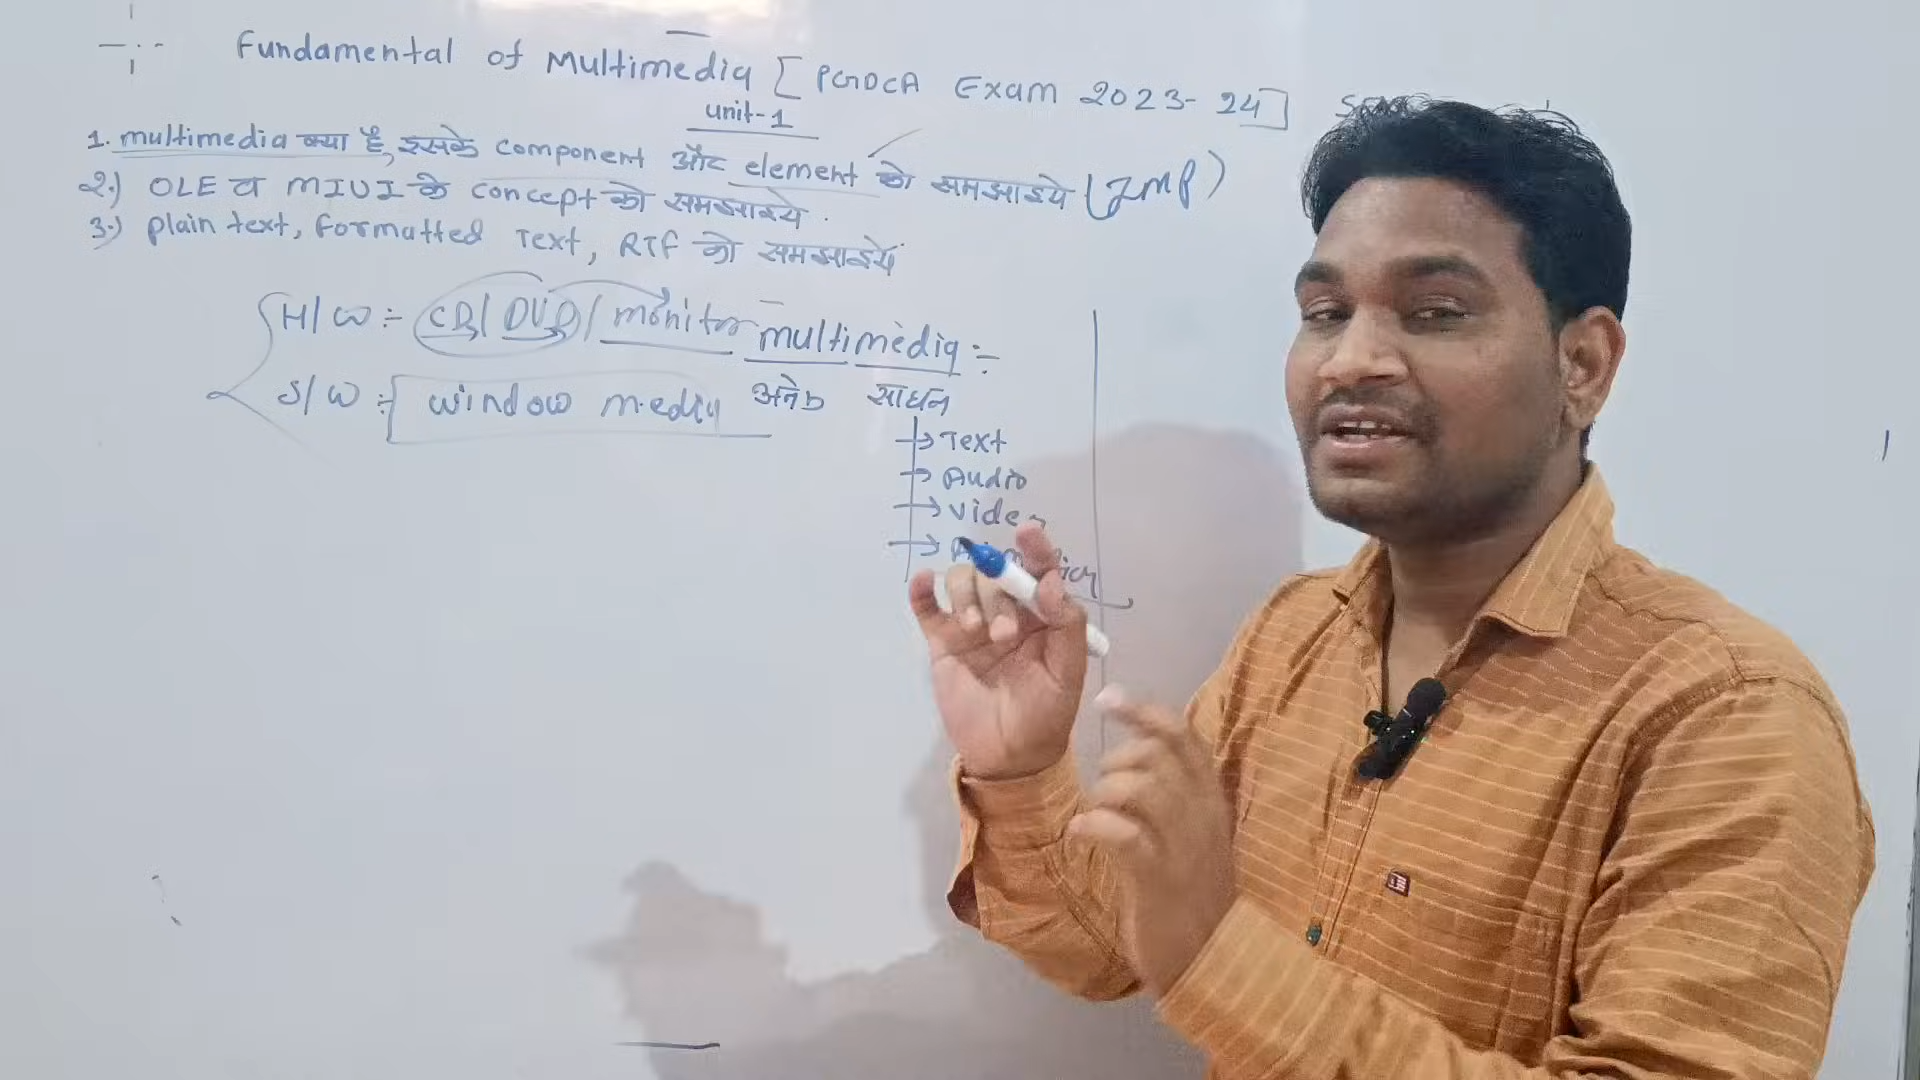 Fundamental of Multimedia [PGDCA Exam 2023-24]
unit-1
1. multimedia क्या है, इसके component और element को समझाइये (IMP)
2.) OLE व MIUI के concept को समझाइये.
3.) plain text, Formatted Text, RTF को समझाइये
H/W :- CD/ DVD/ monitor
S/W :- window media
multimedia :-
अनेक साधन
→ Text
→ Audio
→ Video